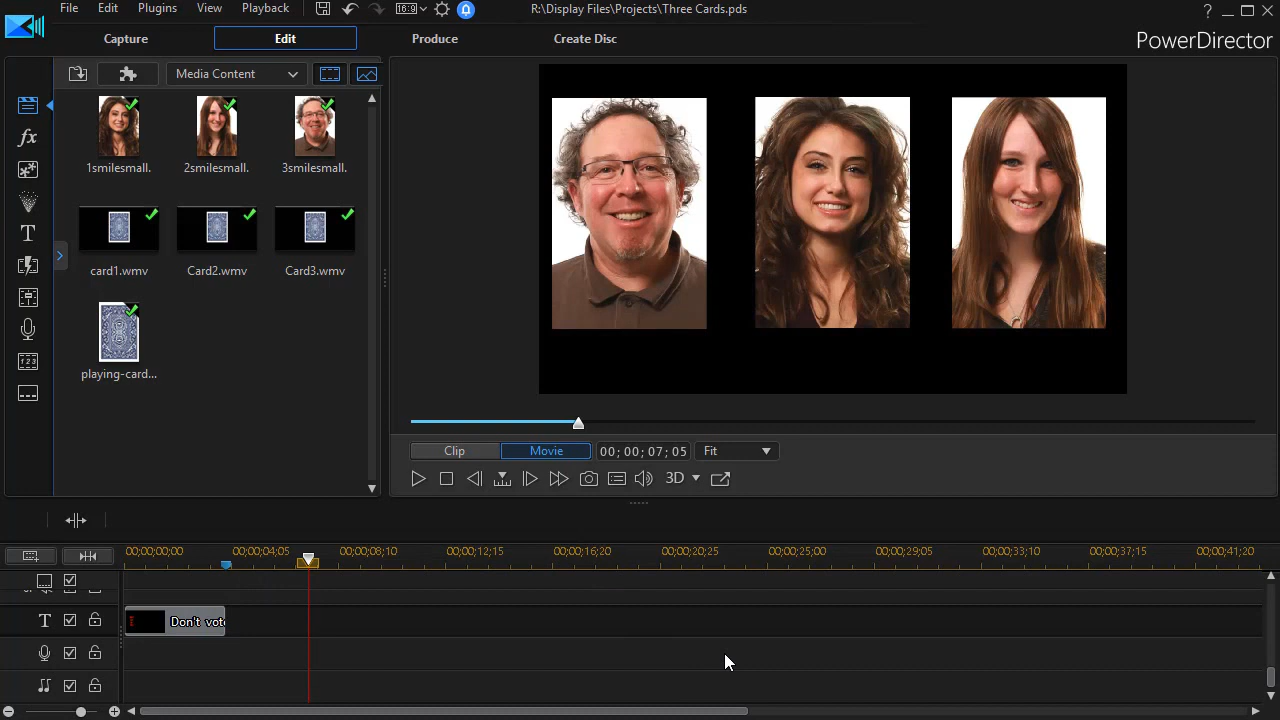 File Edit Plugins View Playback 16:9 R:\Display Files\Projects\Three Cards.pds ?
Capture Edit Produce Create Disc PowerDirector
Media Content
fx
1smilesmall. 2smilesmall. 3smilesmall.
T
card1.wmv Card2.wmv Card3.wmv
123
playing-card...
Clip Movie 00; 00; 07; 05 Fit
3D
00;00;00;00 00;00;04;05 00;00;08;10 00;00;12;15 00;00;16;20 00;00;20;25 00;00;25;00 00;00;29;05 00;00;33;10 00;00;37;15 00;00;41;20
T Don't vot